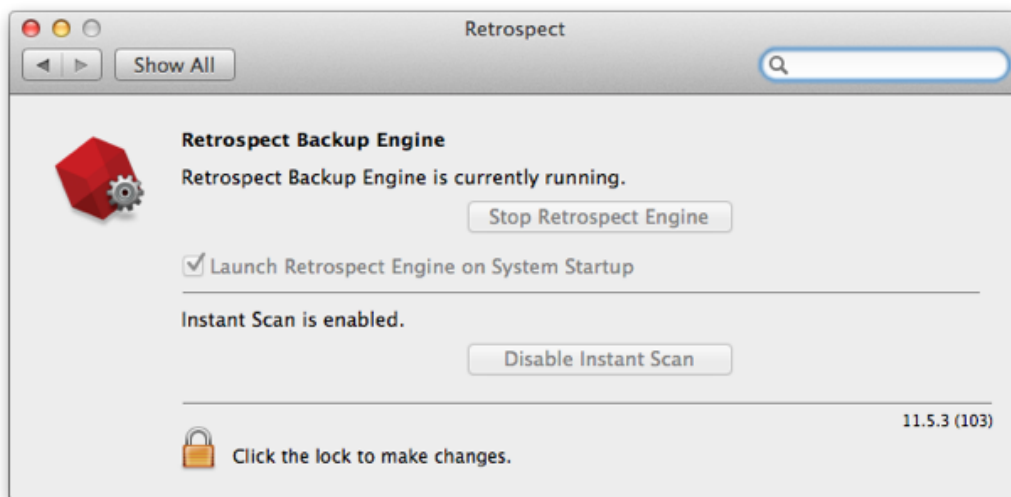 Retrospect
Show All
Retrospect Backup Engine
Retrospect Backup Engine is currently running.
Stop Retrospect Engine
Launch Retrospect Engine on System Startup
Instant Scan is enabled.
Disable Instant Scan
11.5.3 (103)
Click the lock to make changes.